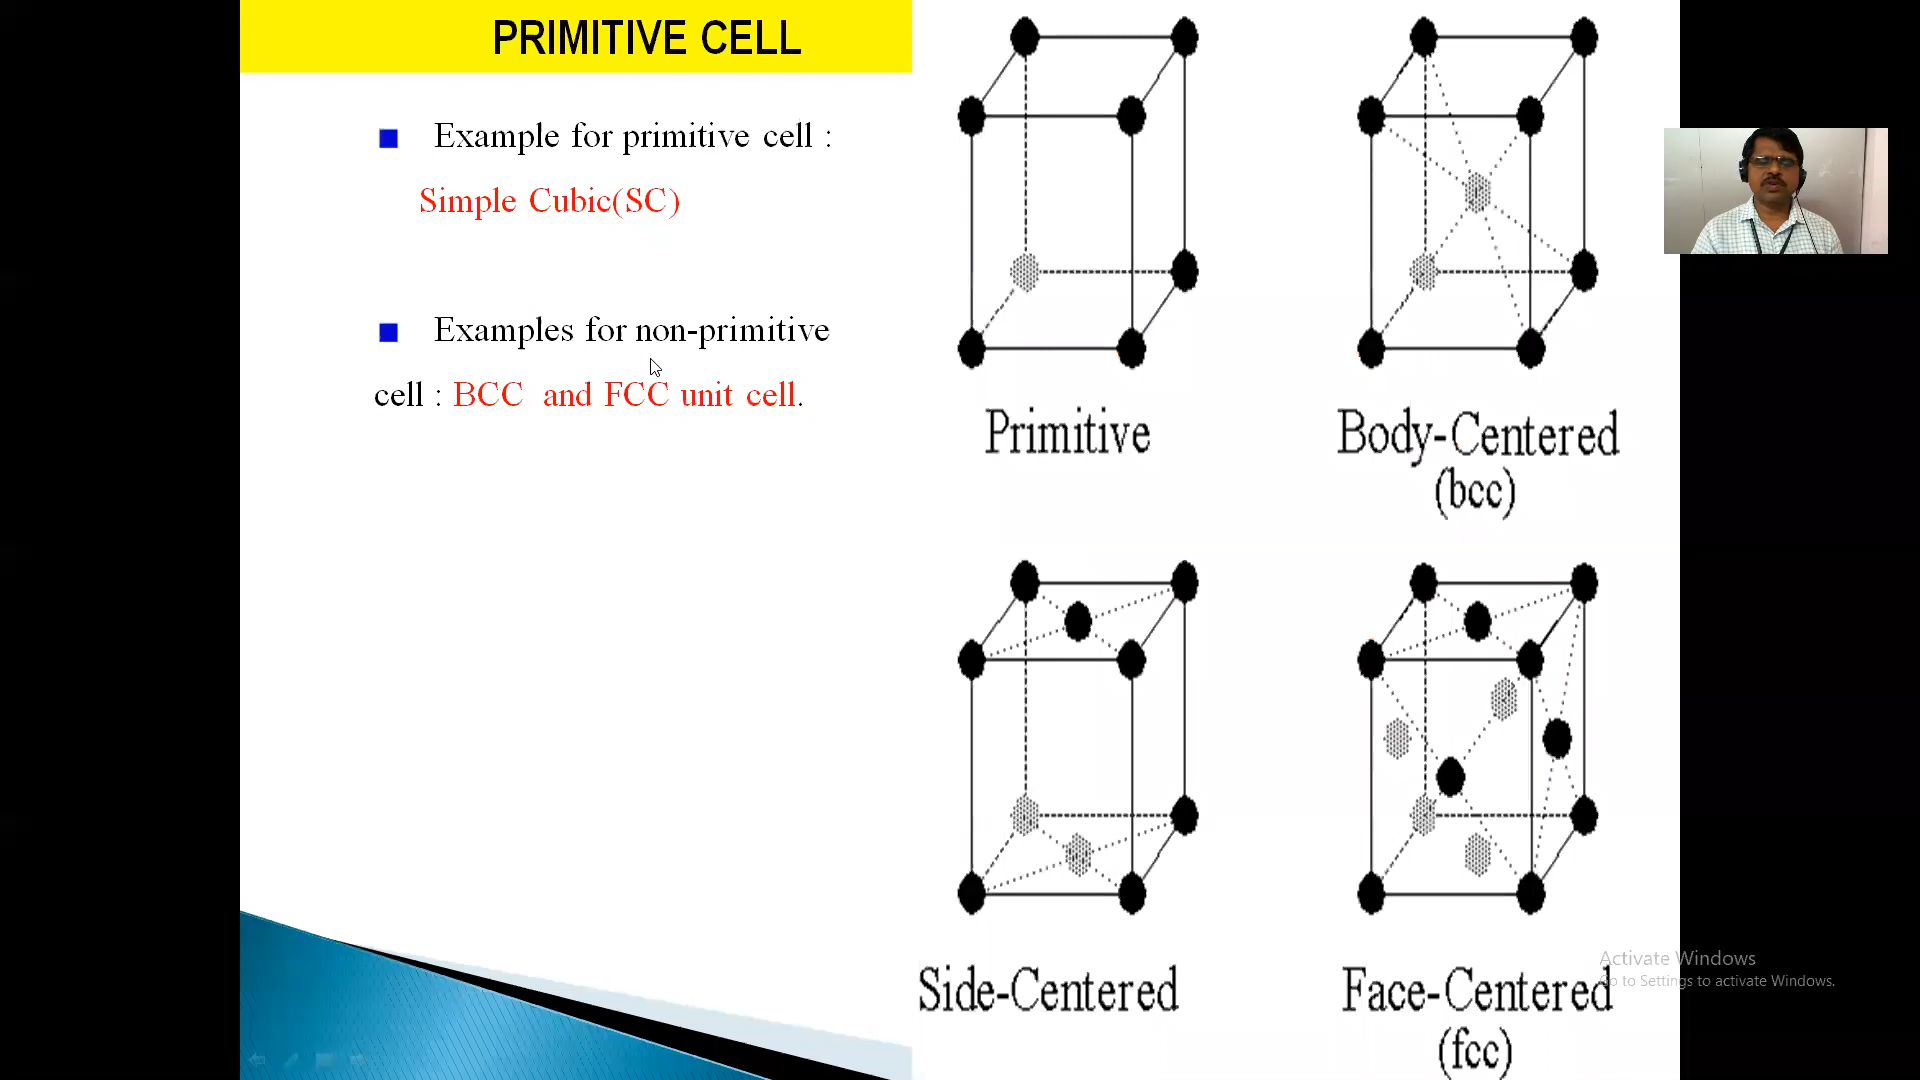 PRIMITIVE CELL
Example for primitive cell :
Simple Cubic(SC)
Examples for non-primitive
cell : BCC and FCC unit cell.
Primitive
Body-Centered
(bcc)
Side-Centered
Face-Centered
(fcc)
Activate Windows
Go to Settings to activate Windows.